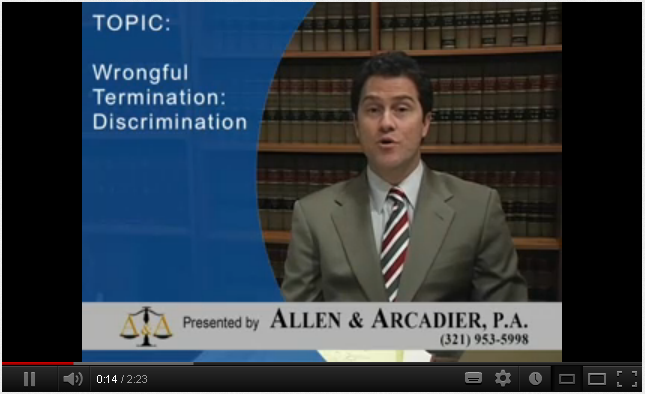 TOPIC:
Wrongful
Termination:
Discrimination
Presented by ALLEN & ARCADIER, P.A.
(321) 953-5998
0:14 / 2:23